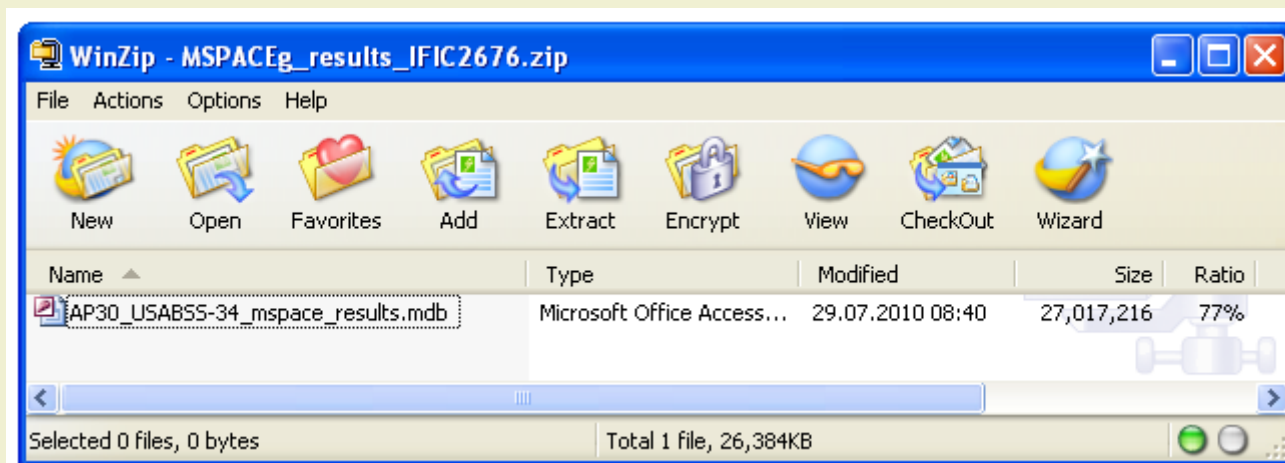 WinZip - MSPACEg_results_IFIC2676.zip
File Actions Options Help
New Open Favorites Add Extract Encrypt View CheckOut Wizard
Name Type Modified Size Ratio
AP30_USABSS-34_mspace_results.mdb Microsoft Office Access... 29.07.2010 08:40 27,017,216 77%
Selected 0 files, 0 bytes Total 1 file, 26,384KB